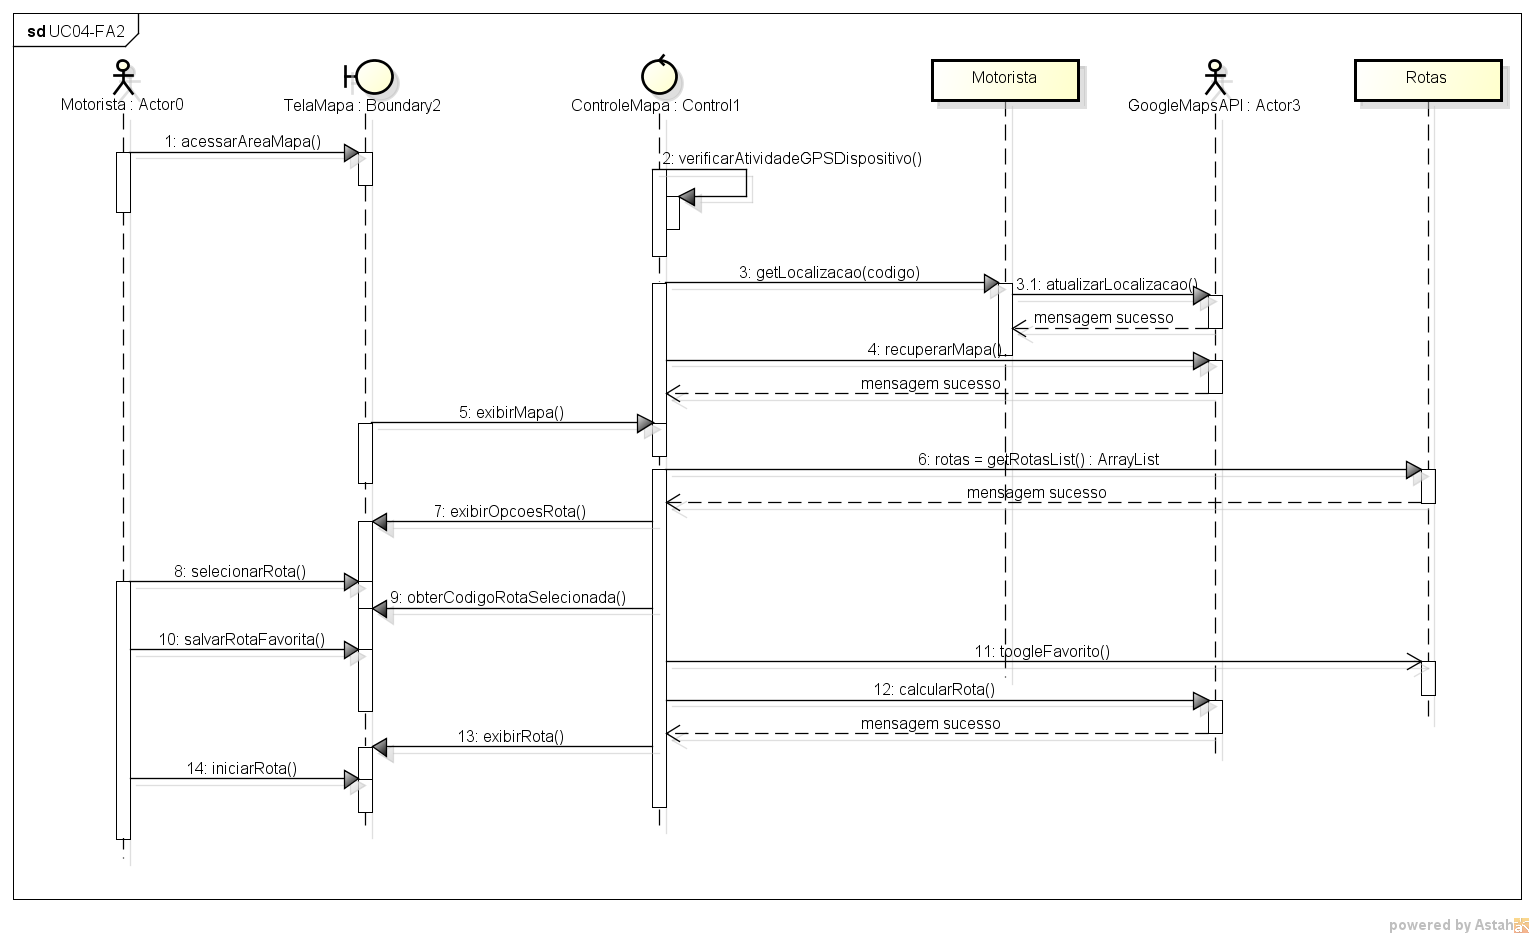 sd UC04-FA2
Motorista : Actor0
TelaMapa : Boundary2
ControleMapa : Control1
Motorista
GoogleMapsAPI : Actor3
Rotas
1: acessarAreaMapa()
2: verificarAtividadeGPSDispositivo()
3: getLocalizacao(codigo)
3.1: atualizarLocalizacao()
mensagem sucesso
4: recuperarMapa()
mensagem sucesso
5: exibirMapa()
6: rotas = getRotasList() : ArrayList
mensagem sucesso
7: exibirOpcoesRota()
8: selecionarRota()
9: obterCodigoRotaSelecionada()
10: salvarRotaFavorita()
11: toogleFavorito()
12: calcularRota()
mensagem sucesso
13: exibirRota()
14: iniciarRota()
powered by Astah